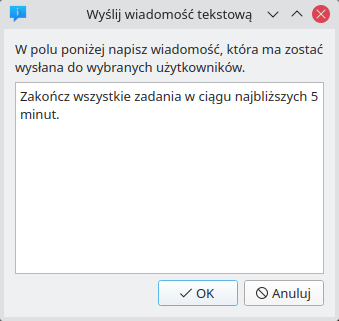 Wyślij wiadomość tekstową
W polu poniżej napisz wiadomość, która ma zostać
wysłana do wybranych użytkowników.
Zakończ wszystkie zadania w ciągu najbliższych 5
minut.
OK
Anuluj